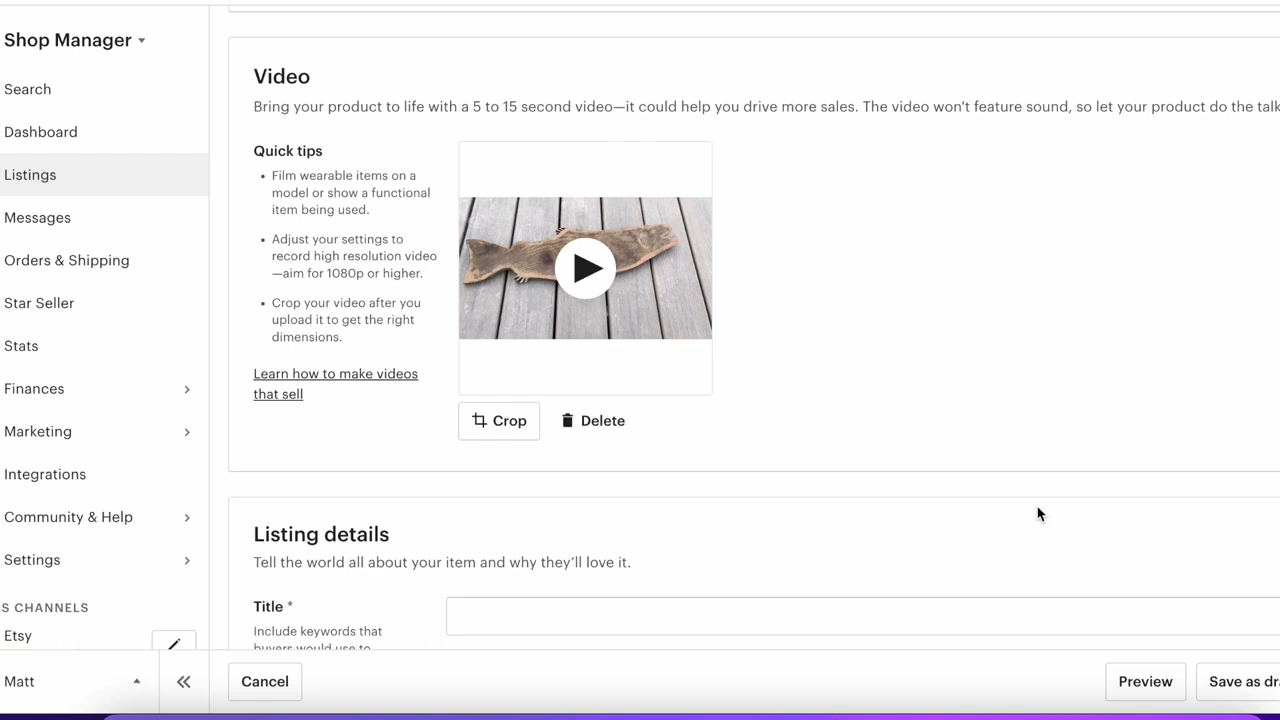 Shop Manager
Search
Dashboard
Listings
Messages
Orders & Shipping
Star Seller
Stats
Finances
Marketing
Integrations
Community & Help
Settings
S CHANNELS
Etsy
Matt
Video
Bring your product to life with a 5 to 15 second video—it could help you drive more sales. The video won't feature sound, so let your product do the talk
Quick tips
• Film wearable items on a
model or show a functional
item being used.
• Adjust your settings to
record high resolution video
—aim for 1080p or higher.
• Crop your video after you
upload it to get the right
dimensions.
Learn how to make videos
that sell
Crop
Delete
Listing details
Tell the world all about your item and why they’ll love it.
Title *
Include keywords that
buyers would use to
Cancel
Preview
Save as dra